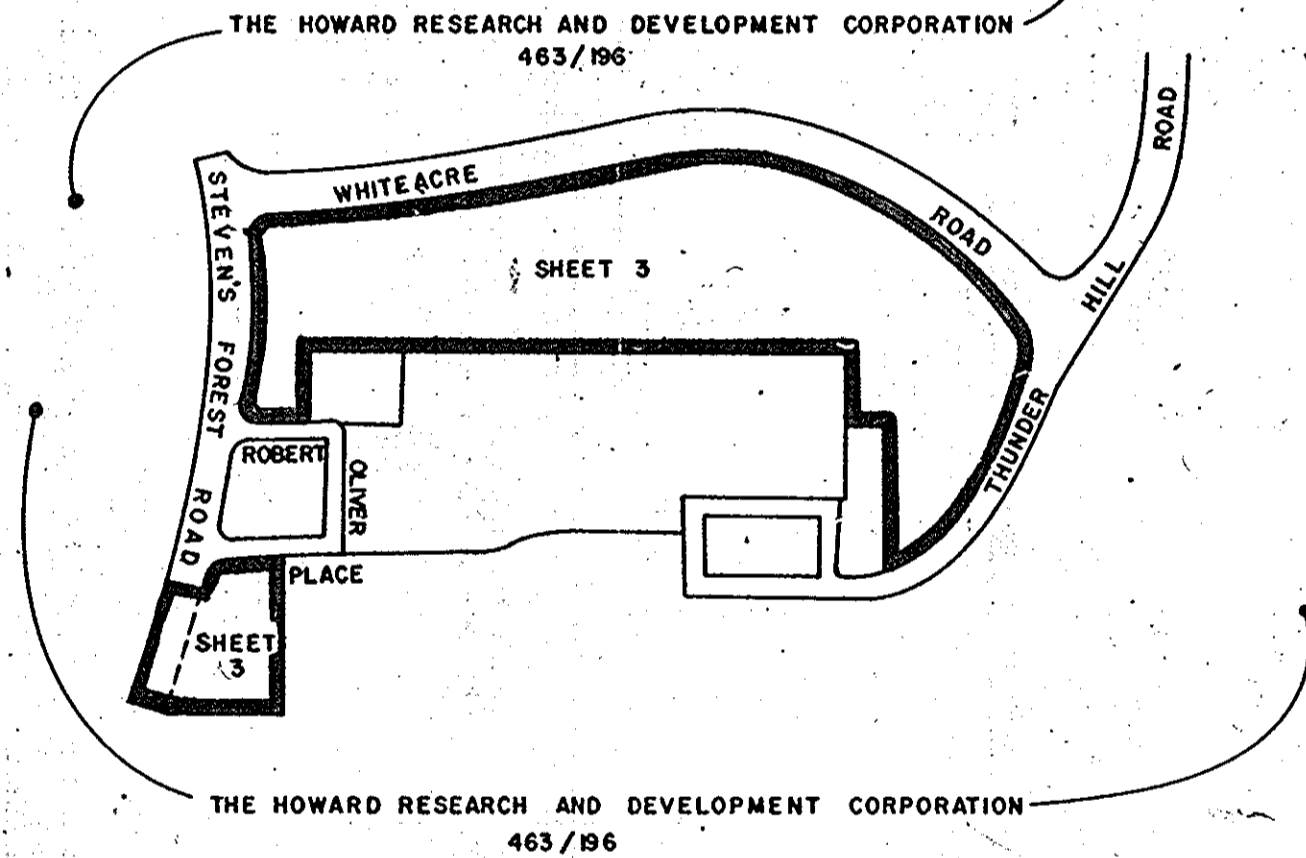 THE HOWARD RESEARCH AND DEVELOPMENT CORPORATION
463/196
ROAD
WHITEACRE
ROAD
STEVEN'S FOREST ROAD
SHEET 3
THUNDER HILL
ROBERT
OLIVER
PLACE
SHEET
3
THE HOWARD RESEARCH AND DEVELOPMENT CORPORATION
463/196